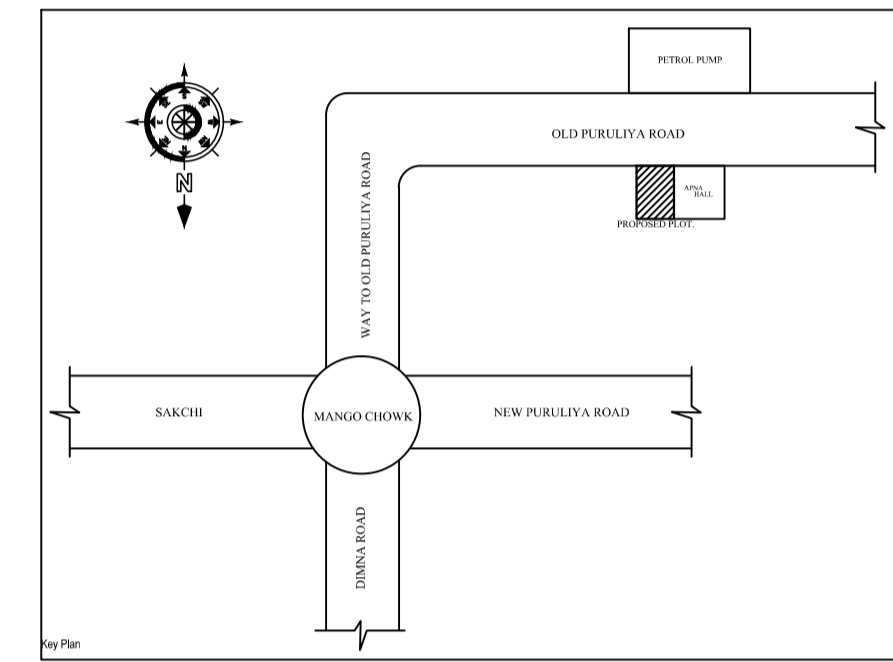 PETROL PUMP
OLD PURULIYA ROAD
APNA
HALL
PROPOSED PLOT.
WAY TO OLD PURULIYA ROAD
N
E
SAKCHI
MANGO CHOWK
NEW PURULIYA ROAD
DIMNA ROAD
Key Plan